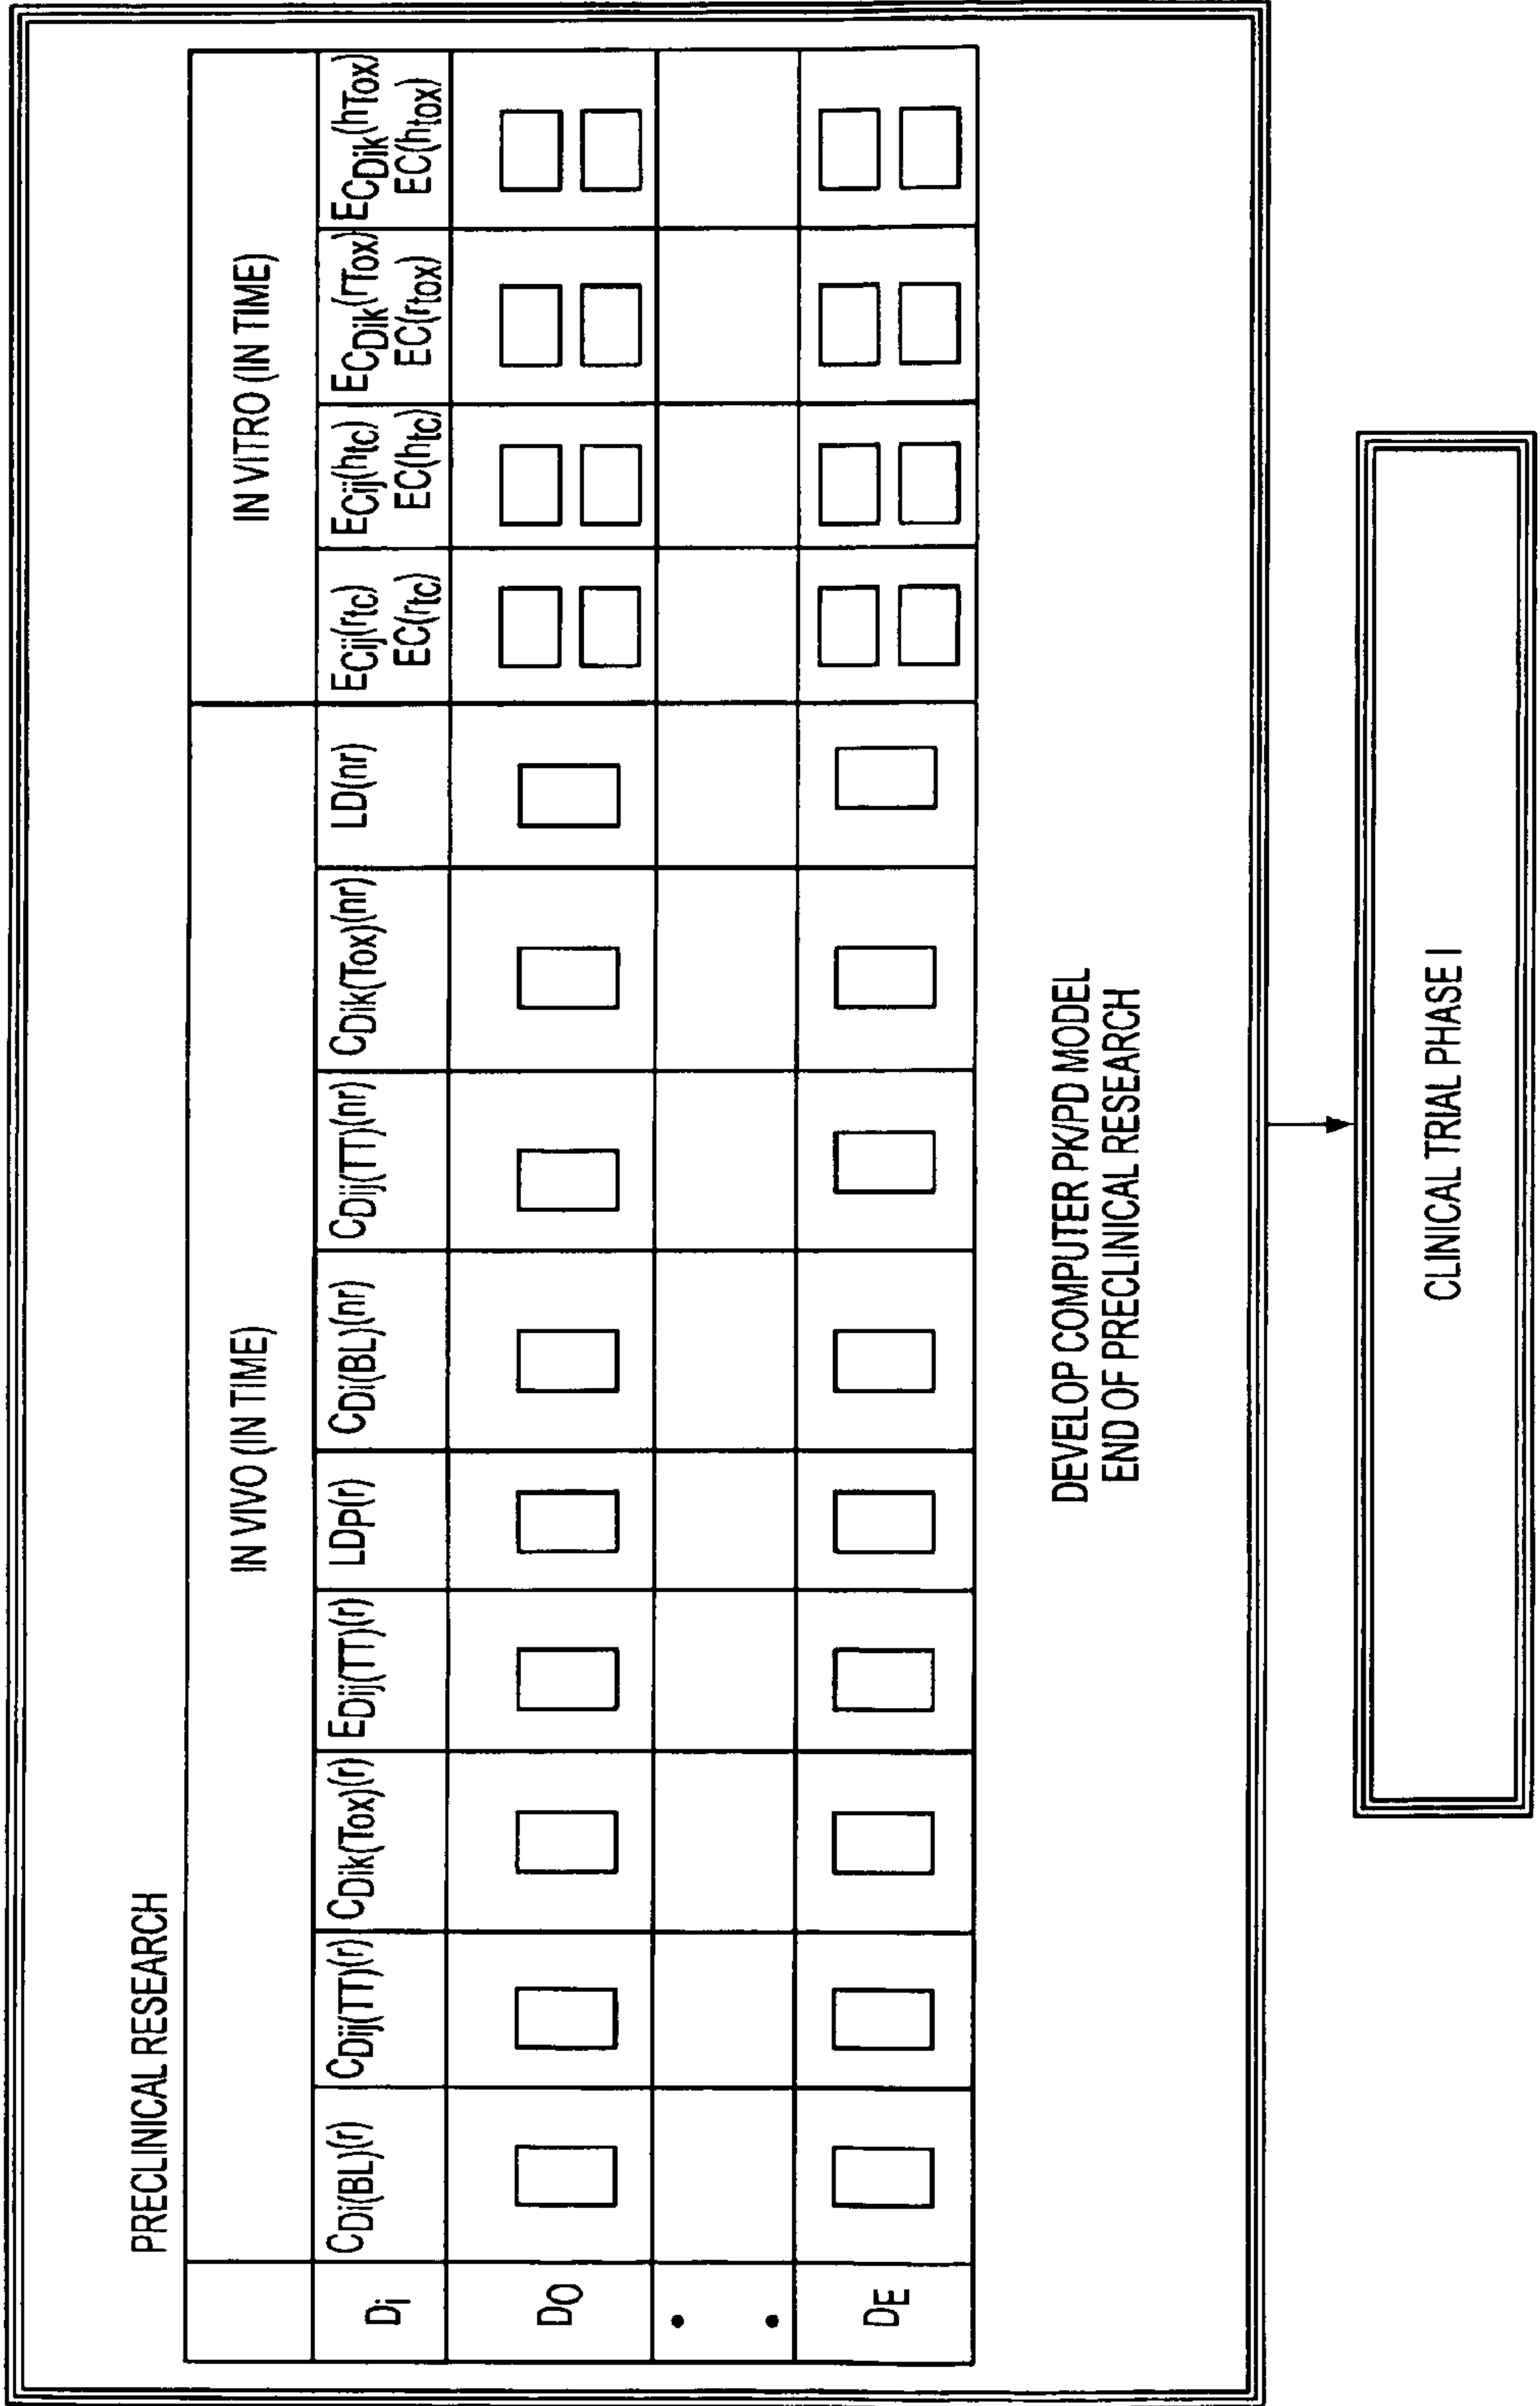 PRECLINICAL RESEARCH
IN VIVO (IN TIME)
IN VITRO (IN TIME)
Di
CDi(BL)(r)
CDij(TT)(r)
CDik(Tox)(r)
EDij(TT)(r)
LDP(r)
CDi(BL)(nr)
CDij(TT)(nr)
CDik(Tox)(nr)
LD(nr)
ECij(rtc)
EC(rtc)
ECij(htc)
EC(htc)
ECDik(rTox)
EC(rtox)
ECDik(hTox)
EC(htox)
DO
• •
DE
DEVELOP COMPUTER PK/PD MODEL
END OF PRECLINICAL RESEARCH
CLINICAL TRIAL PHASE I